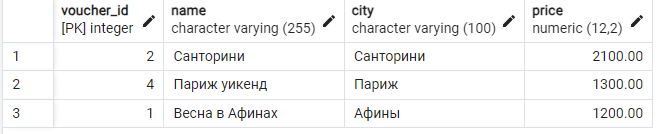 voucher_id name city price
[PK] integer character varying (255) character varying (100) numeric (12,2)
1 2 Санторини Санторини 2100.00
2 4 Париж уикенд Париж 1300.00
3 1 Весна в Афинах Афины 1200.00